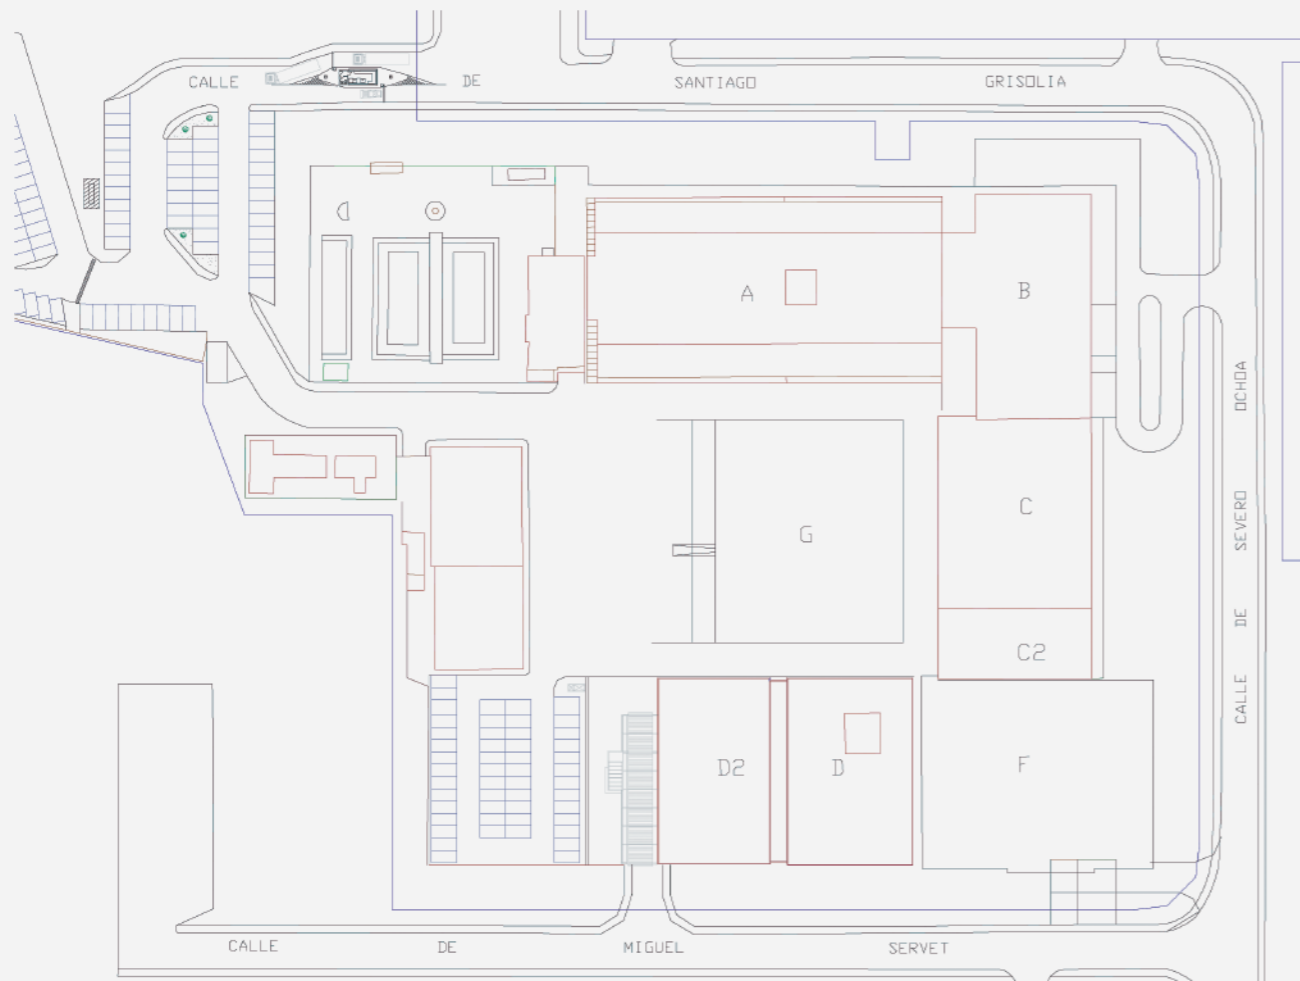 CALLE DE SANTIAGO GRISOLIA
A
B
OCHOA
G
C
SEVERO
DE
C2
CALLE
D2
D
F
CALLE DE MIGUEL SERVET